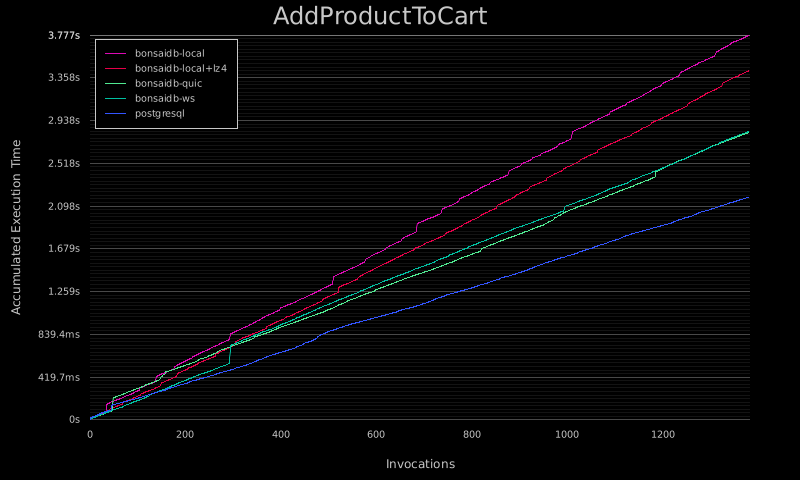 AddProductToCart
3.777s
3.358s
2.938s
2.518s
2.098s
1.679s
1.259s
839.4ms
419.7ms
0s
bonsaidb-local
bonsaidb-local+lz4
bonsaidb-quic
bonsaidb-ws
postgresql
Accumulated Execution Time
0 200 400 600 800 1000 1200
Invocations